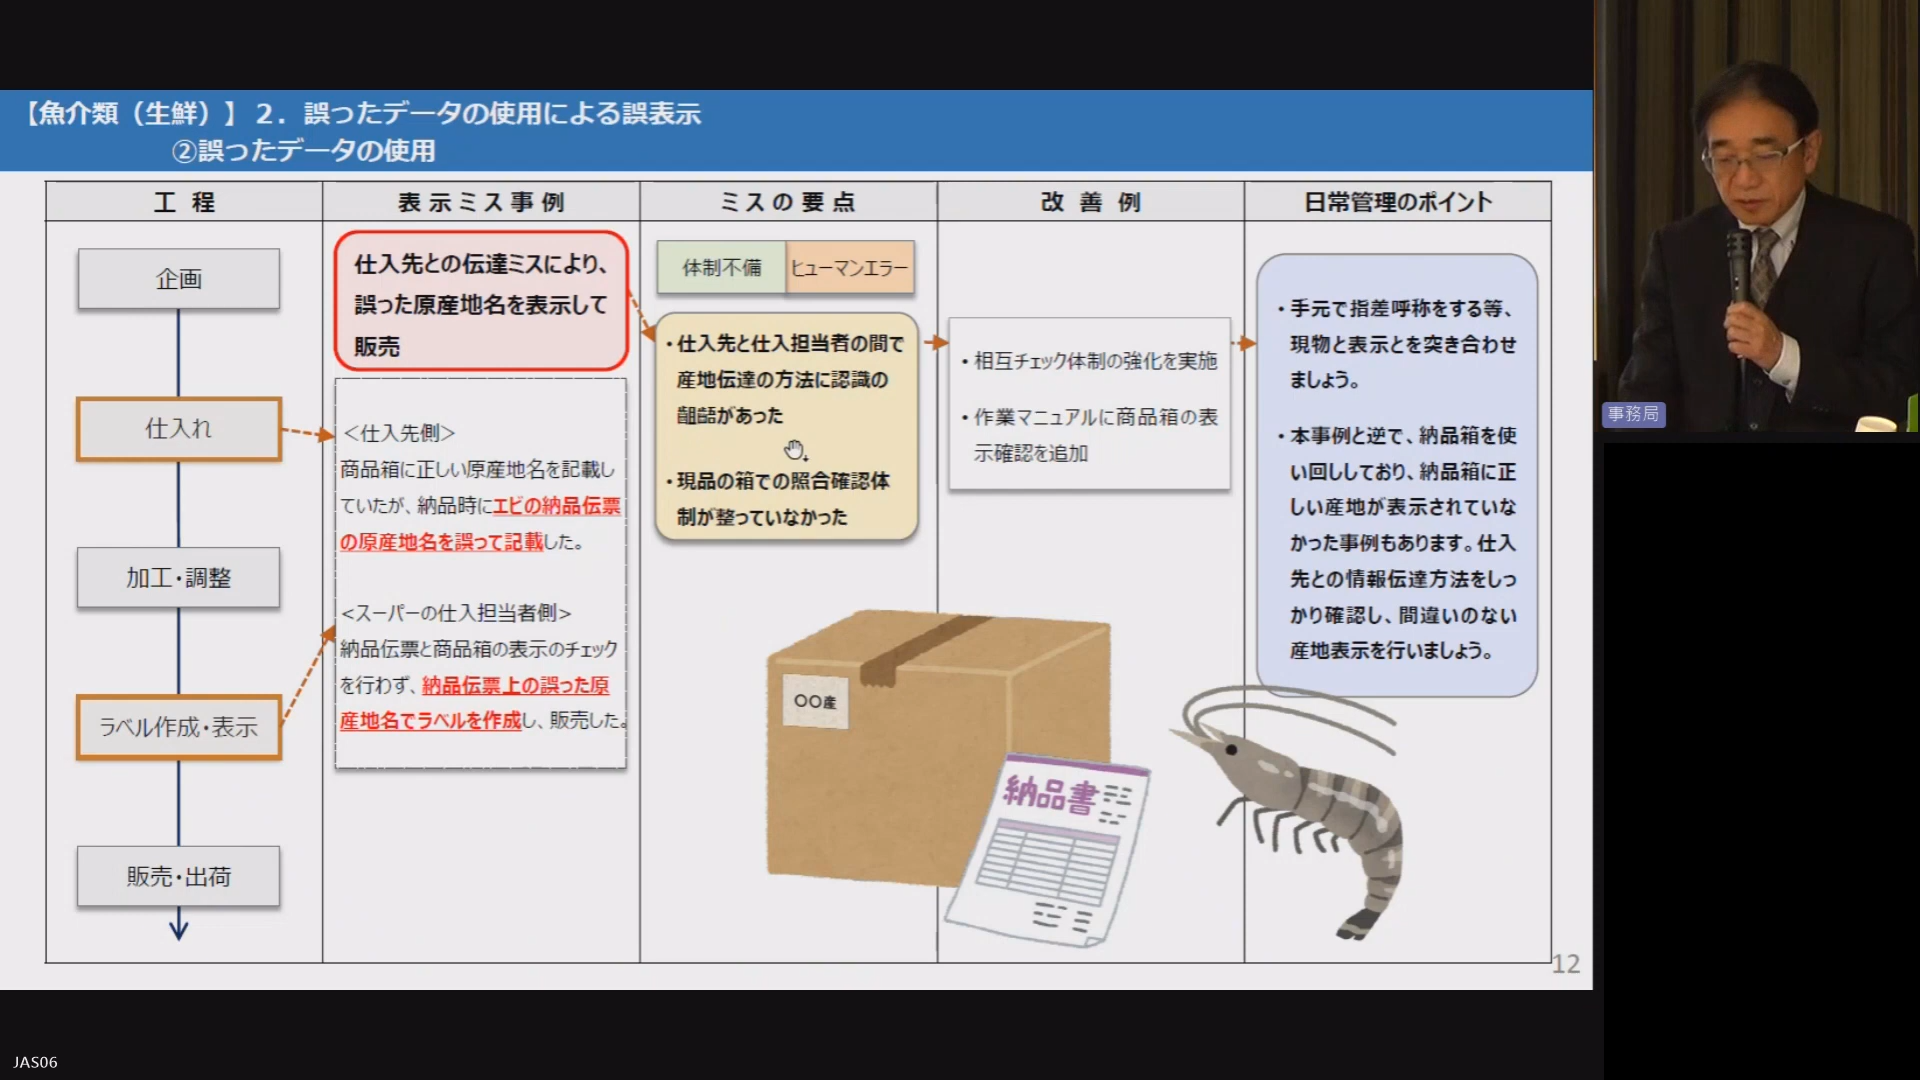 【魚介類（生鮮）】２．誤ったデータの使用による誤表示
②誤ったデータの使用
工程
表示ミス事例
ミスの要点
改善例
日常管理のポイント
企画
仕入れ
加工・調整
ラベル作成・表示
販売・出荷
仕入先との伝達ミスにより、
誤った原産地名を表示して
販売
＜仕入先側＞
商品箱に正しい原産地名を記載し
ていたが、納品時にエビの納品伝票
の原産地名を誤って記載した。
<スーパーの仕入担当者側>
納品伝票と商品箱の表示のチェック
を行わず、納品伝票上の誤った原
産地名でラベルを作成し、販売した。
体制不備
ヒューマンエラー
・仕入先と仕入担当者の間で
産地伝達の方法に認識の
齟齬があった
・現品の箱での照合確認体
制が整っていなかった
・相互チェック体制の強化を実施
・作業マニュアルに商品箱の表
示確認を追加
・手元で指差呼称をする等、
現物と表示とを突き合わせ
ましょう。
・本事例と逆で、納品箱を使
い回ししており、納品箱に正
しい産地が表示されていな
かった事例もあります。仕入
先との情報伝達方法をしっ
かり確認し、間違いのない
産地表示を行いましょう。
〇〇産
納品書
12
事務局
JAS06